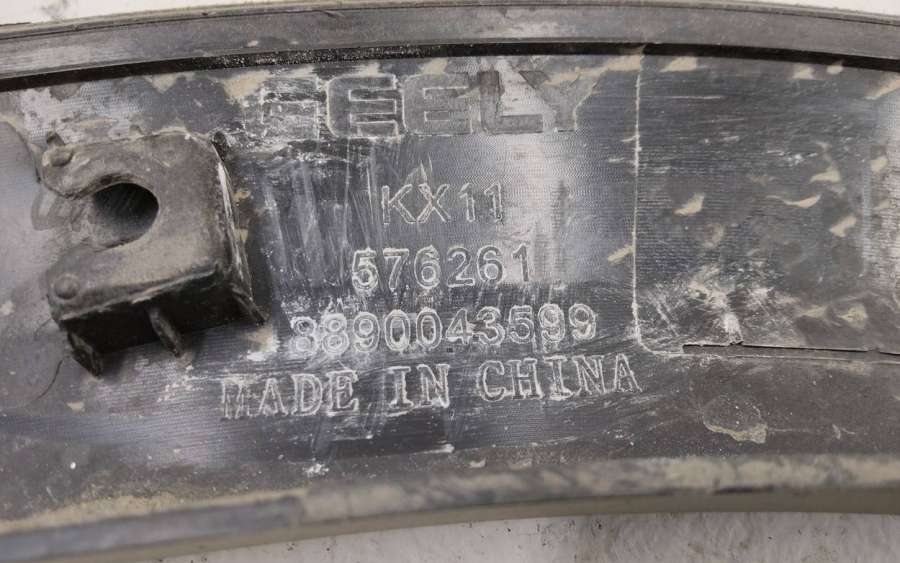 GEELY
KX11
576261
8890043599
MADE IN CHINA